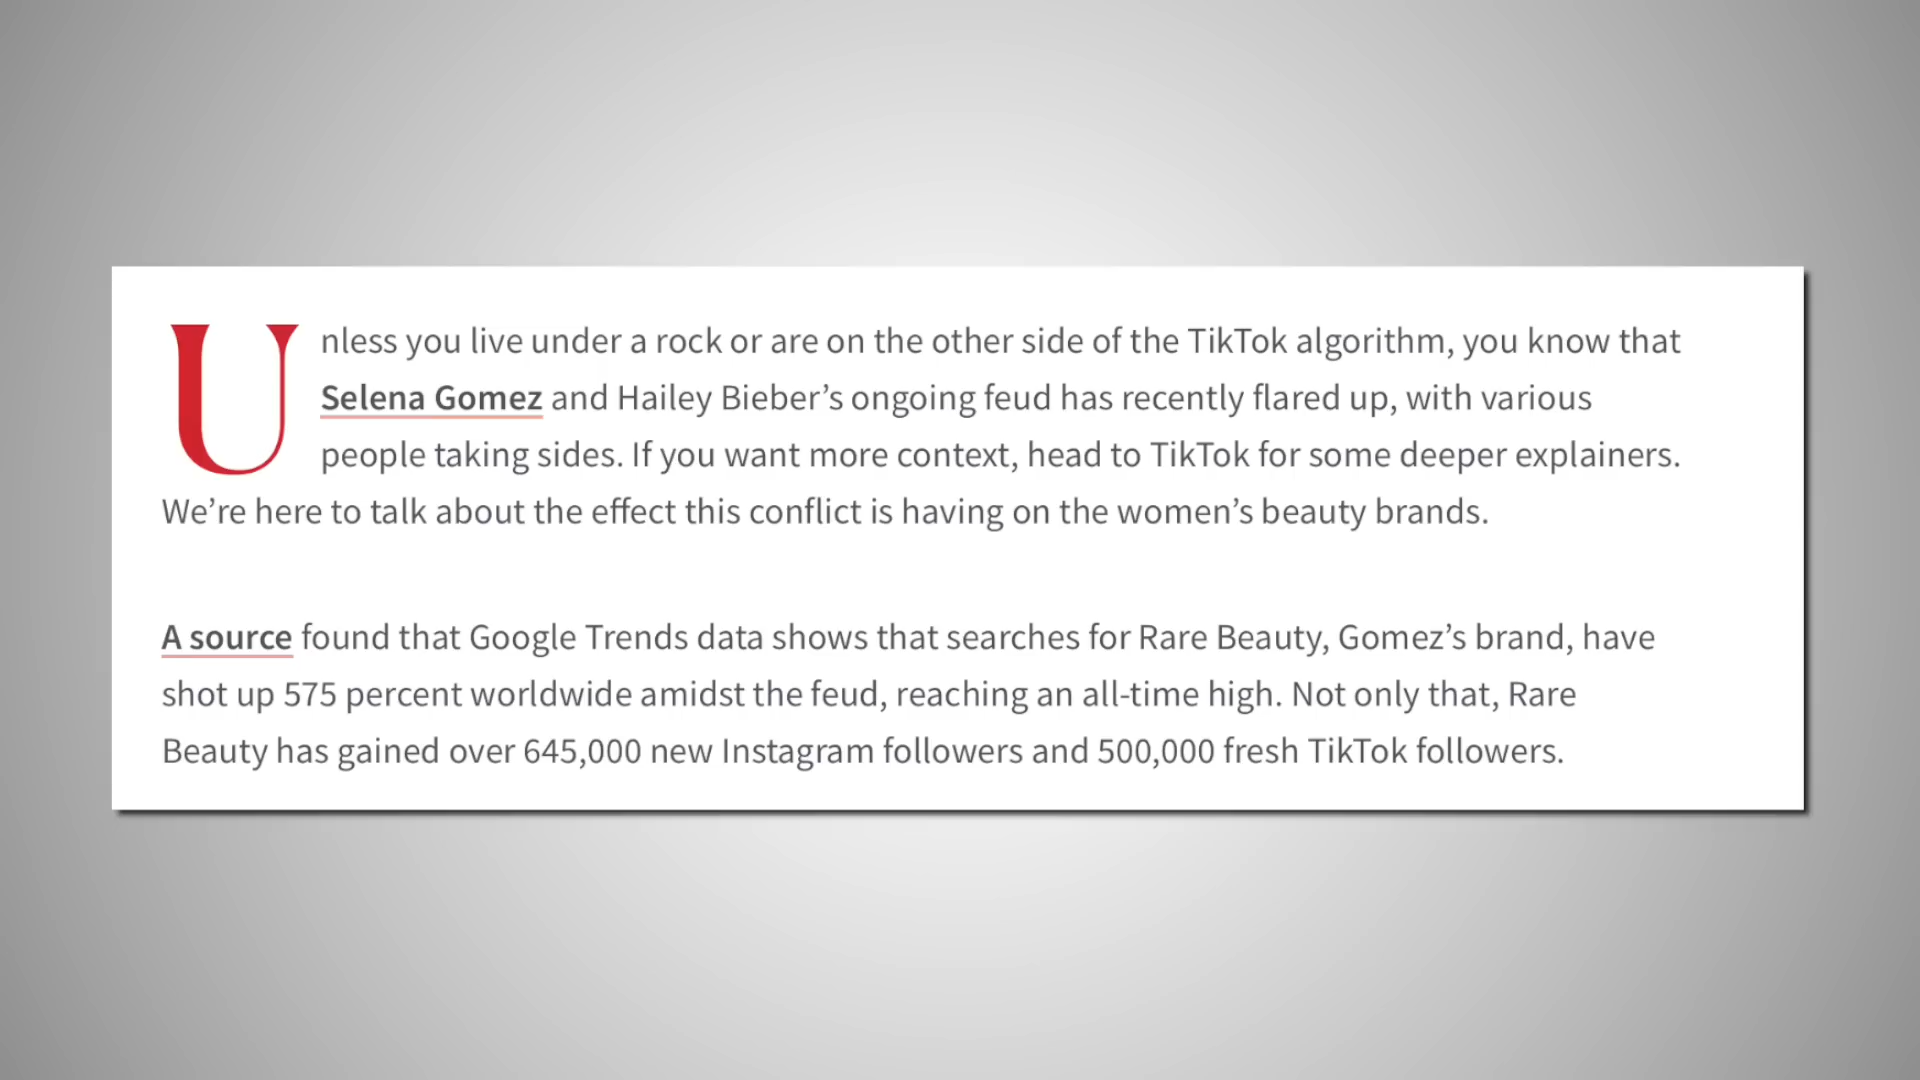 Unless you live under a rock or are on the other side of the TikTok algorithm, you know that
Selena Gomez and Hailey Bieber’s ongoing feud has recently flared up, with various
people taking sides. If you want more context, head to TikTok for some deeper explainers.
We’re here to talk about the effect this conflict is having on the women’s beauty brands.
A source found that Google Trends data shows that searches for Rare Beauty, Gomez’s brand, have
shot up 575 percent worldwide amidst the feud, reaching an all-time high. Not only that, Rare
Beauty has gained over 645,000 new Instagram followers and 500,000 fresh TikTok followers.